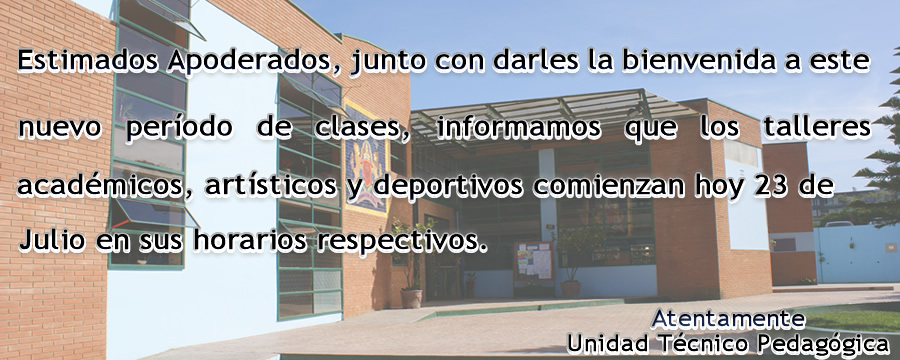 Estimados Apoderados, junto con darles la bienvenida a este
nuevo período de clases, informamos que los talleres
académicos, artísticos y deportivos comienzan hoy 23 de
Julio en sus horarios respectivos.
Atentamente
Unidad Técnico Pedagógica